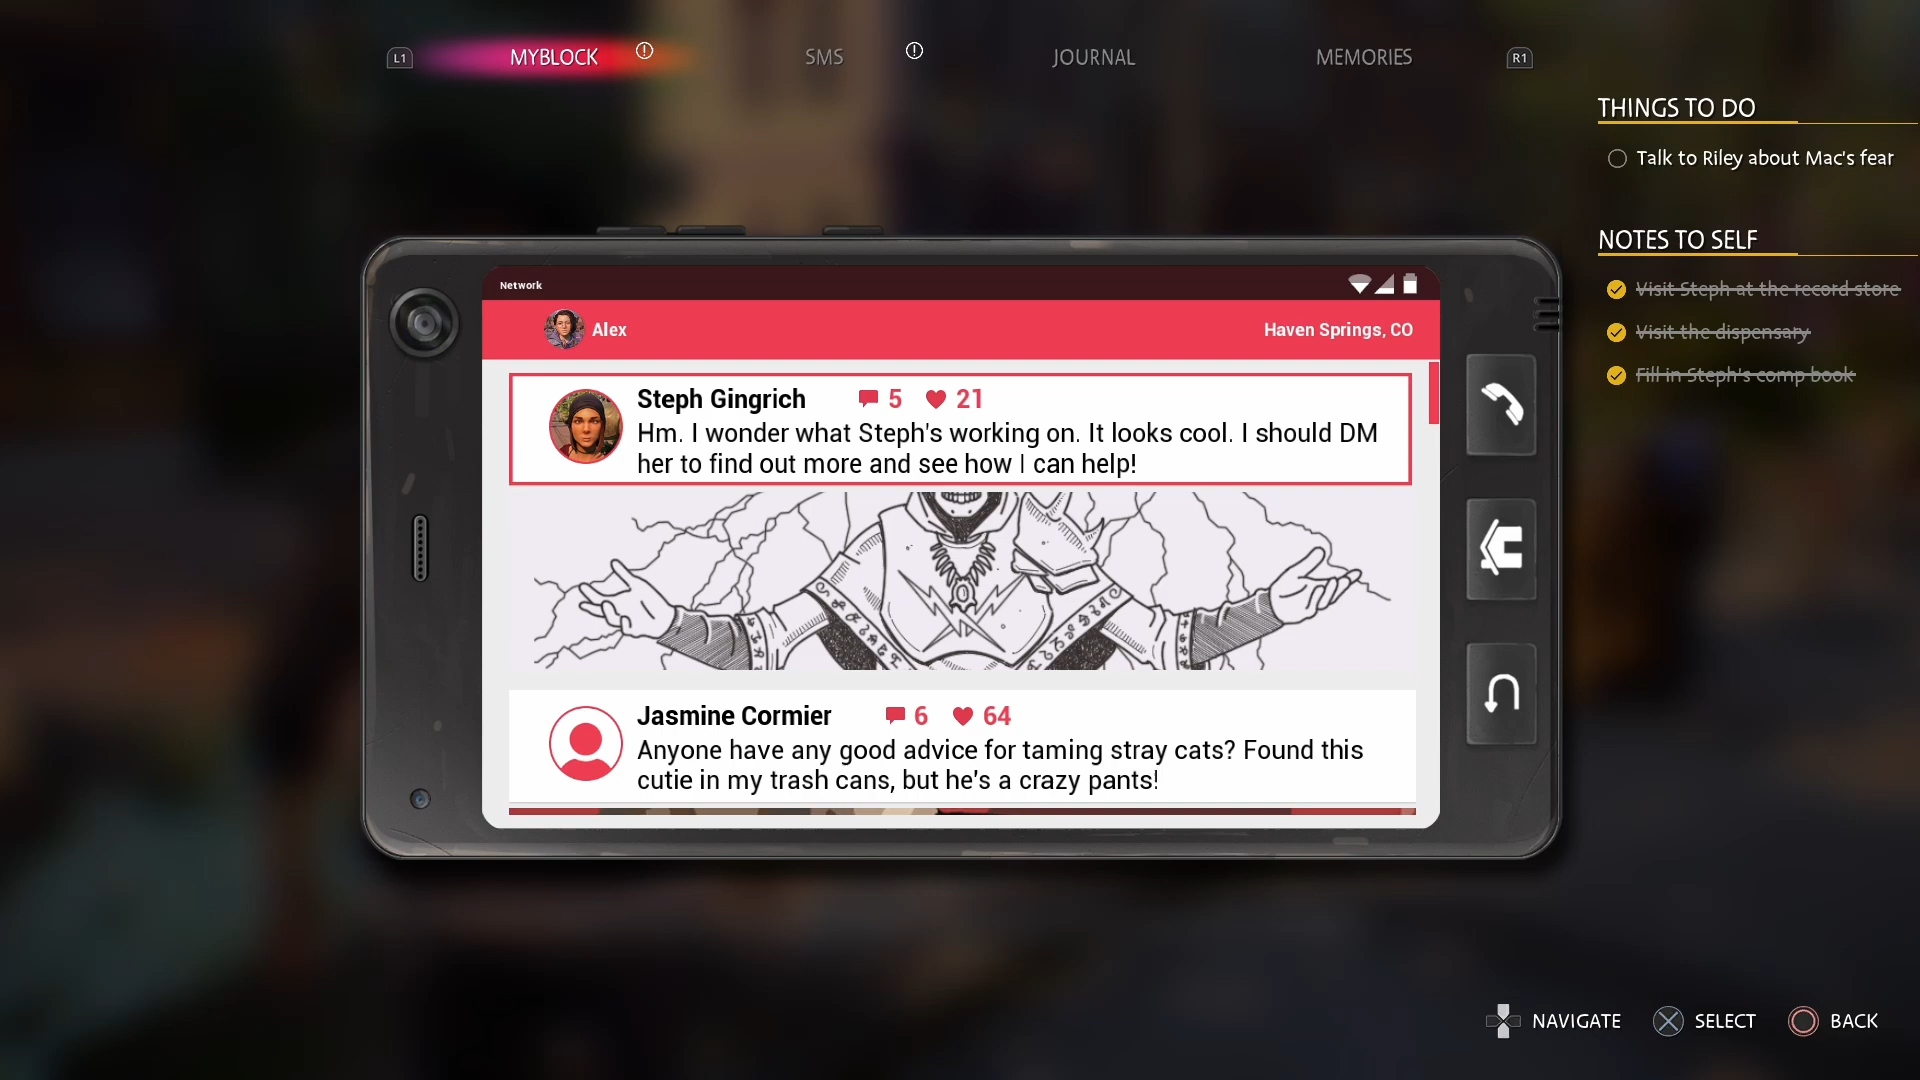 L1
MYBLOCK
SMS
JOURNAL
MEMORIES
R1
THINGS TO DO
Talk to Riley about Mac's fear
NOTES TO SELF
Visit Steph at the record store
Visit the dispensary
Fill in Steph's comp book
Network
Alex
Haven Springs, CO
Steph Gingrich 5 21
Hm. I wonder what Steph's working on. It looks cool. I should DM
her to find out more and see how I can help!
Jasmine Cormier 6 64
Anyone have any good advice for taming stray cats? Found this
cutie in my trash cans, but he's a crazy pants!
NAVIGATE
SELECT
BACK